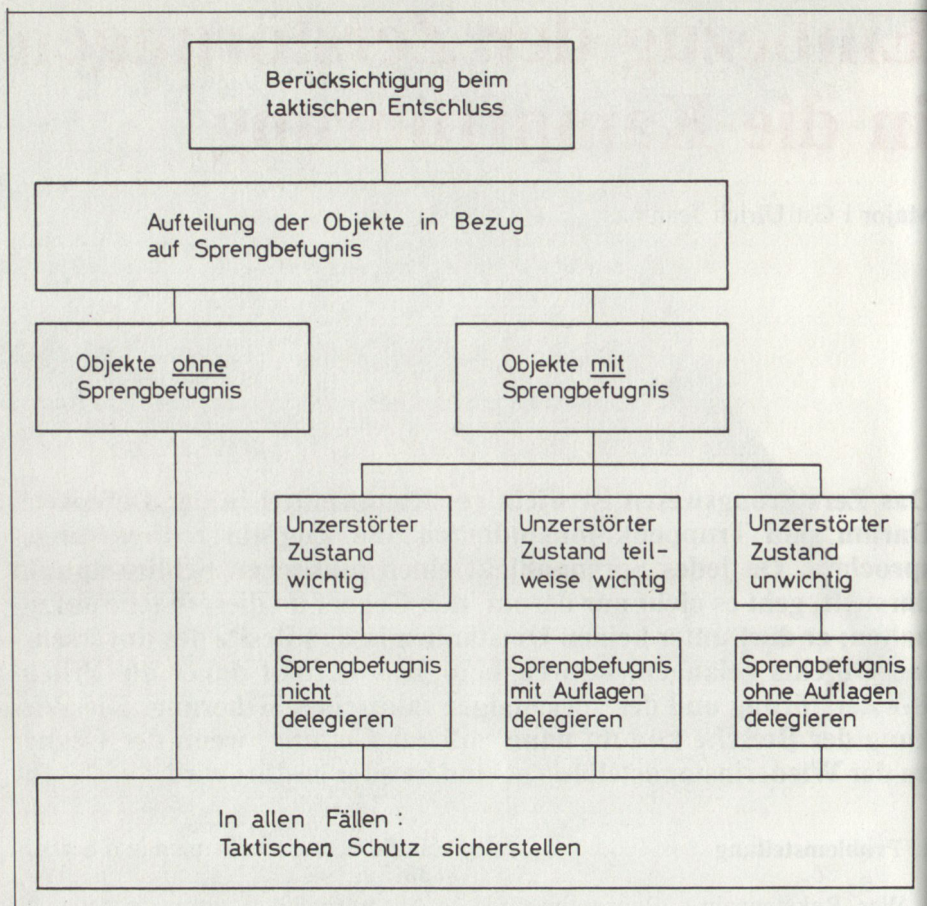 Berücksichtigung beim
taktischen Entschluss
Aufteilung der Objekte in Bezug
auf Sprengbefugnis
Objekte ohne
Sprengbefugnis
Objekte mit
Sprengbefugnis
Unzerstörter
Zustand
wichtig
Unzerstörter
Zustand teil-
weise wichtig
Unzerstörter
Zustand
unwichtig
Sprengbefugnis
nicht
delegieren
Sprengbefugnis
mit Auflagen
delegieren
Sprengbefugnis
ohne Auflagen
delegieren
In allen Fällen :
Taktischen Schutz sicherstellen